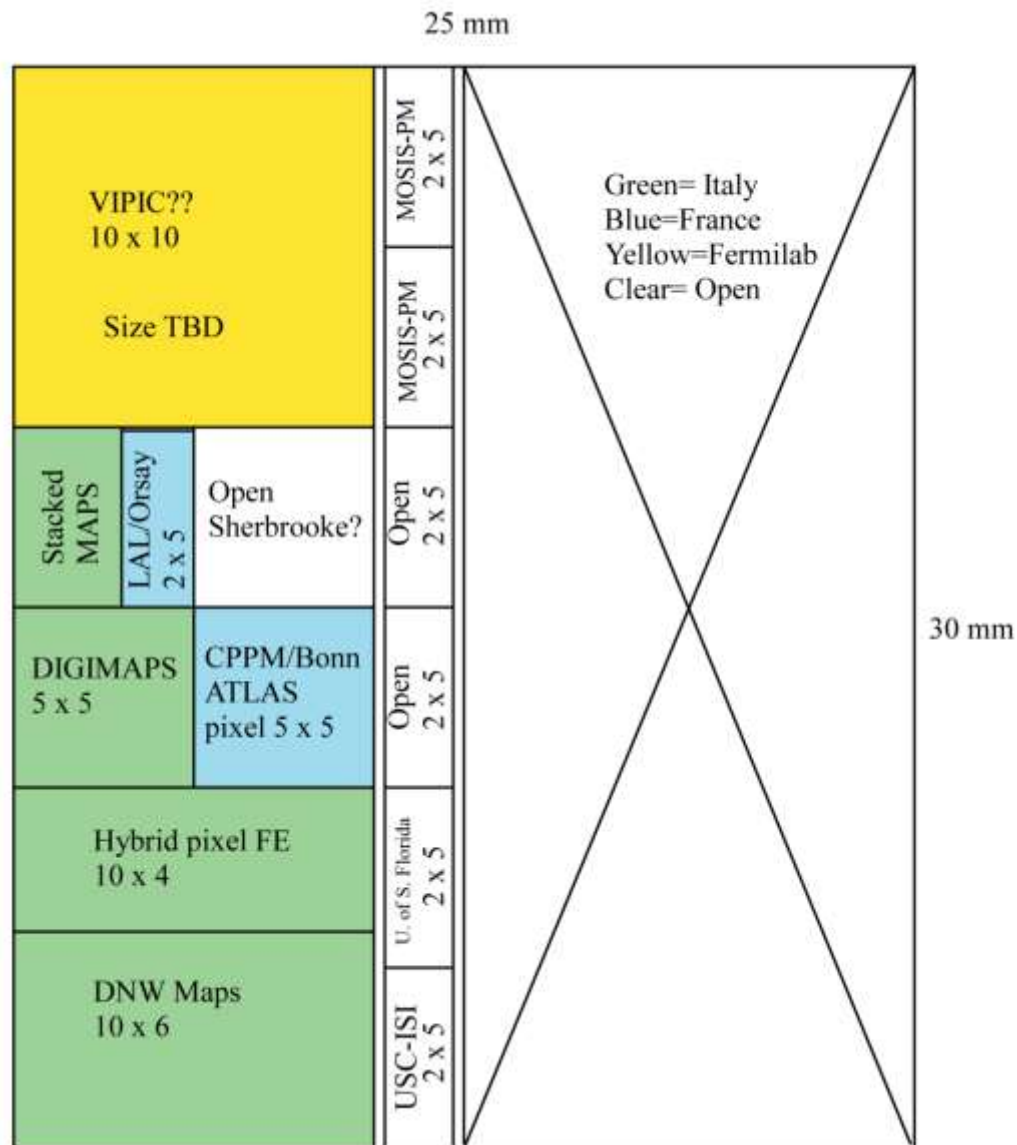 25 mm
VIPIC??
10 x 10
Size TBD
MOSIS-PM
2 x 5
MOSIS-PM
2 x 5
Green= Italy
Blue=France
Yellow=Fermilab
Clear= Open
Stacked
MAPS
LAL/Orsay
2 x 5
Open
Sherbrooke?
Open
2 x 5
30 mm
DIGIMAPS
5 x 5
CPPM/Bonn
ATLAS
pixel 5 x 5
Open
2 x 5
Hybrid pixel FE
10 x 4
U. of S. Florida
2 x 5
DNW Maps
10 x 6
USC-ISI
2 x 5